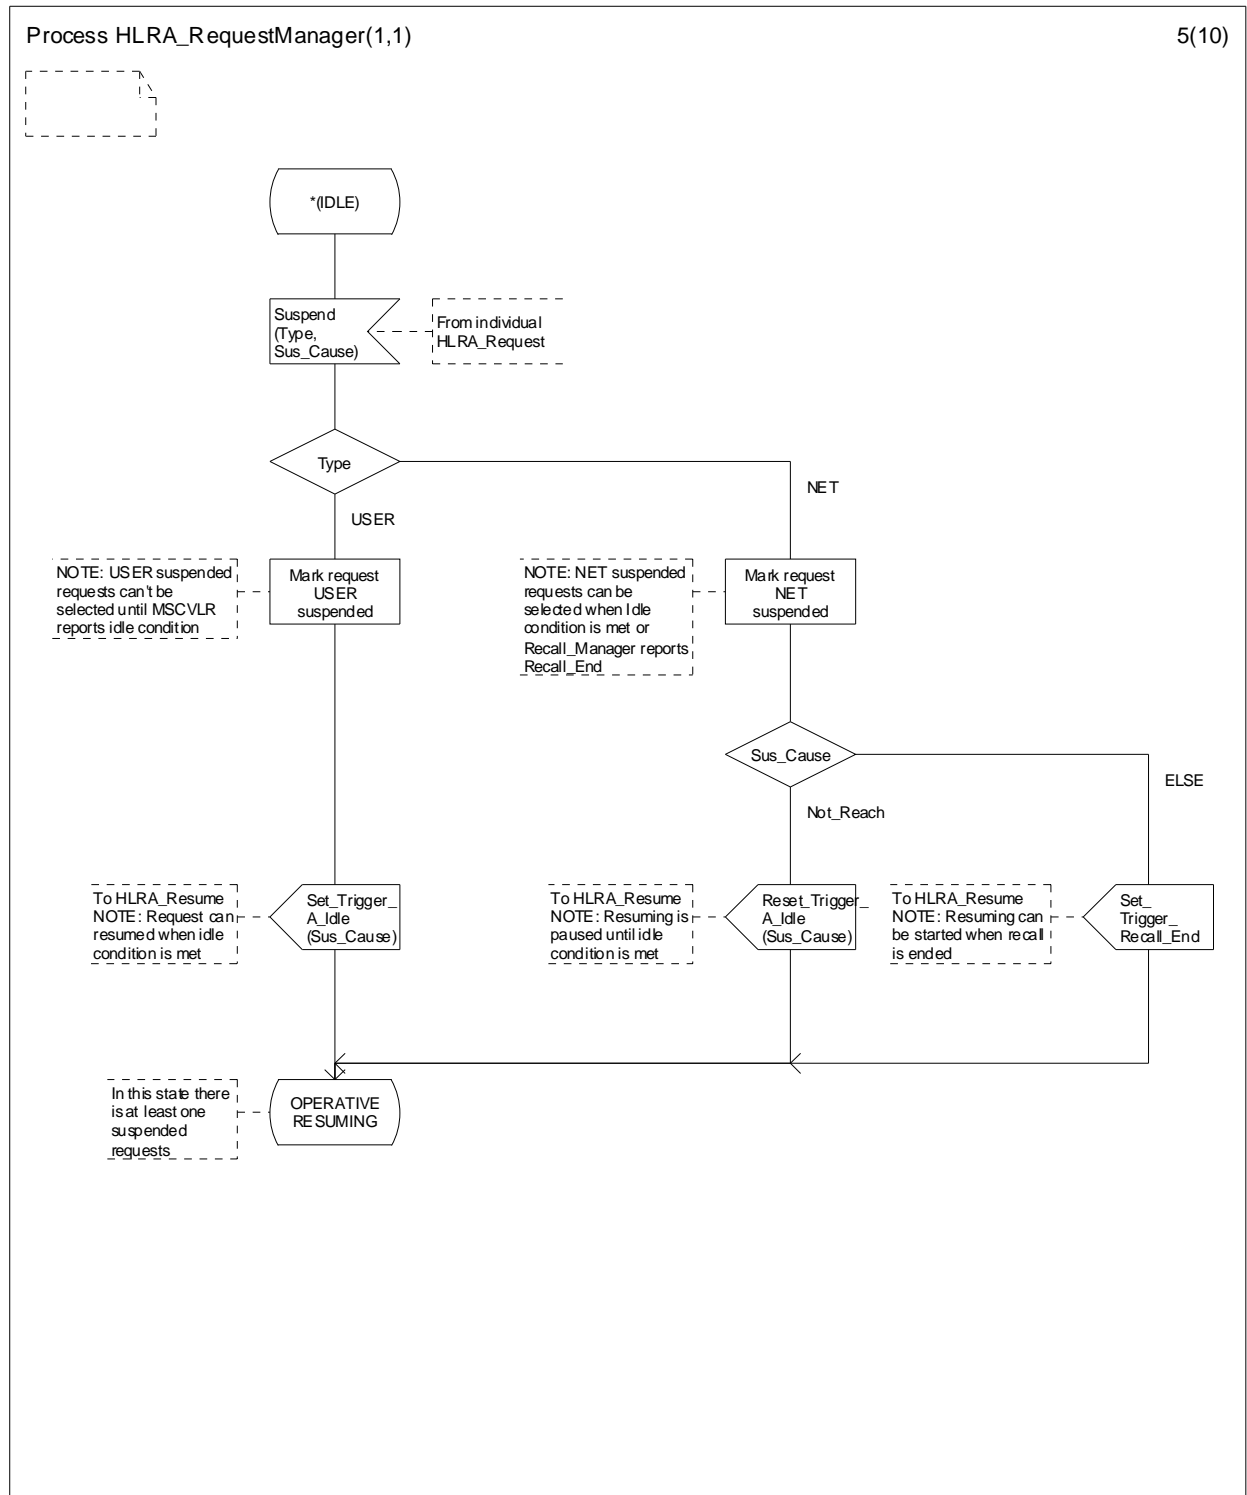 Process HLRA_RequestManager(1,1)
5(10)
*(IDLE)
Suspend
(Type,
Sus_Cause)
From individual
HLRA_Request
Type
NET
USER
NOTE: USER suspended
requests can't be
selected until MSCVLR
reports idle condition
Mark request
USER
suspended
NOTE: NET suspended
requests can be
selected when Idle
condition is met or
Recall_Manager reports
Recall_End
Mark request
NET
suspended
Sus_Cause
ELSE
Not_Reach
To HLRA_Resume
NOTE: Request can
resumed when idle
condition is met
Set_Trigger_
A_Idle
(Sus_Cause)
To HLRA_Resume
NOTE: Resuming is
paused until idle
condition is met
Reset_Trigger_
A_Idle
(Sus_Cause)
To HLRA_Resume
NOTE: Resuming can
be started when recall
is ended
Set_
Trigger_
Recall_End
In this state there
is at least one
suspended
requests
OPERATIVE
RESUMING